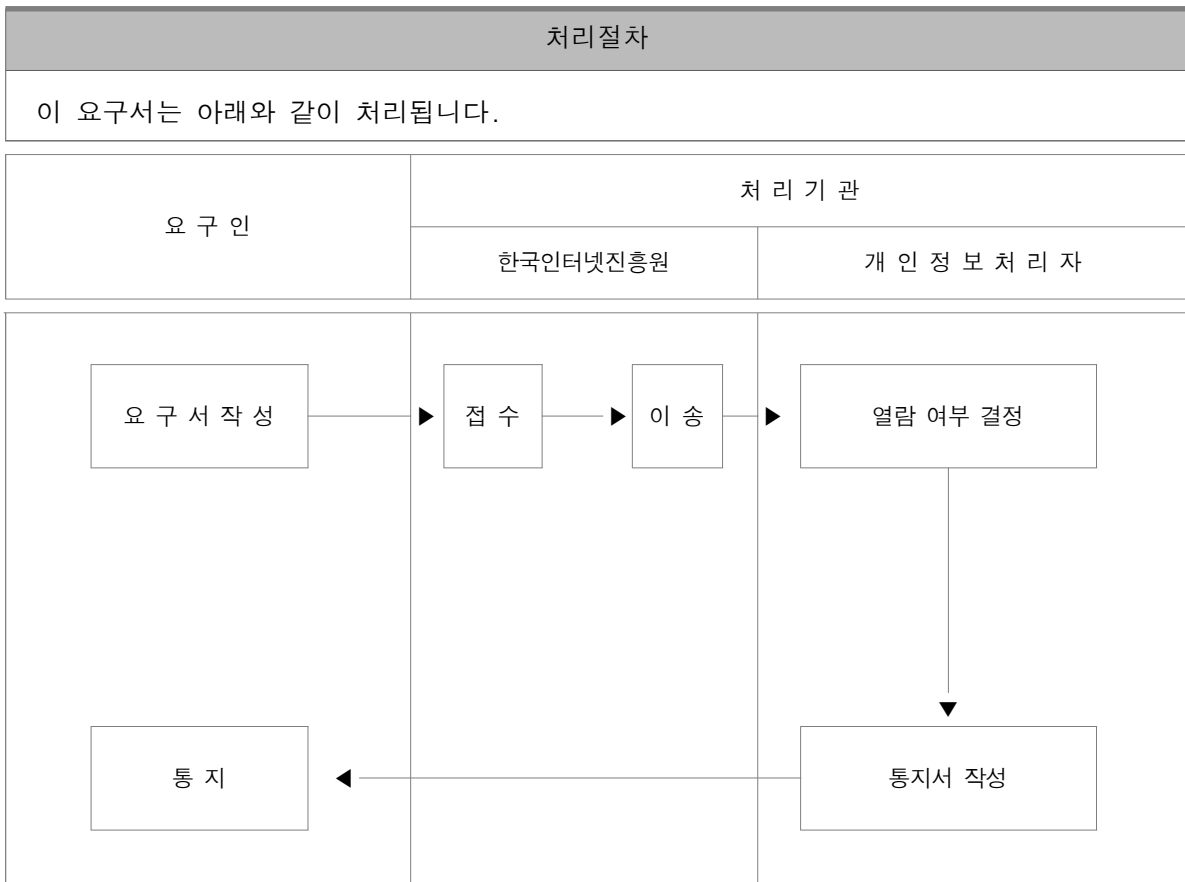 처리절차
이 요구서는 아래와 같이 처리됩니다.
요 구 인
처 리 기 관
한국인터넷진흥원
개 인 정 보 처 리 자
요 구 서 작 성
접 수
이 송
열람 여부 결정
통 지
통지서 작성